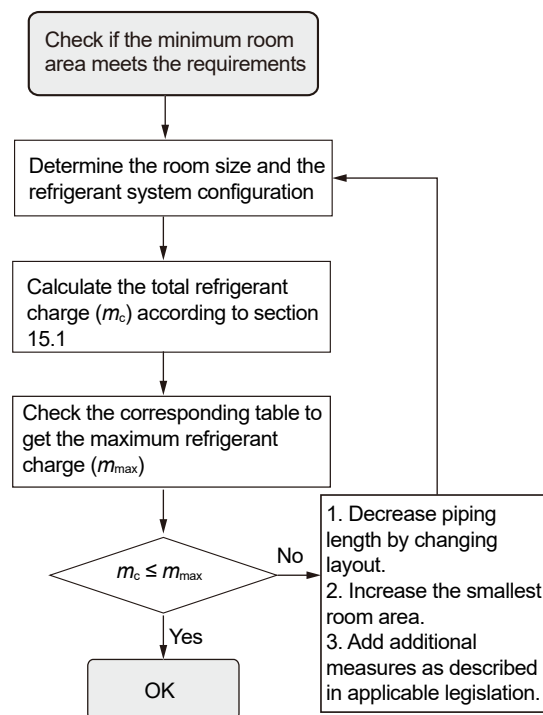 Check if the minimum room
area meets the requirements
Determine the room size and the
refrigerant system configuration
Calculate the total refrigerant
charge (mc) according to section
15.1
Check the corresponding table to
get the maximum refrigerant
charge (mmax)
mc ≤ mmax
No
Yes
OK
1. Decrease piping
length by changing
layout.
2. Increase the smallest
room area.
3. Add additional
measures as described
in applicable legislation.